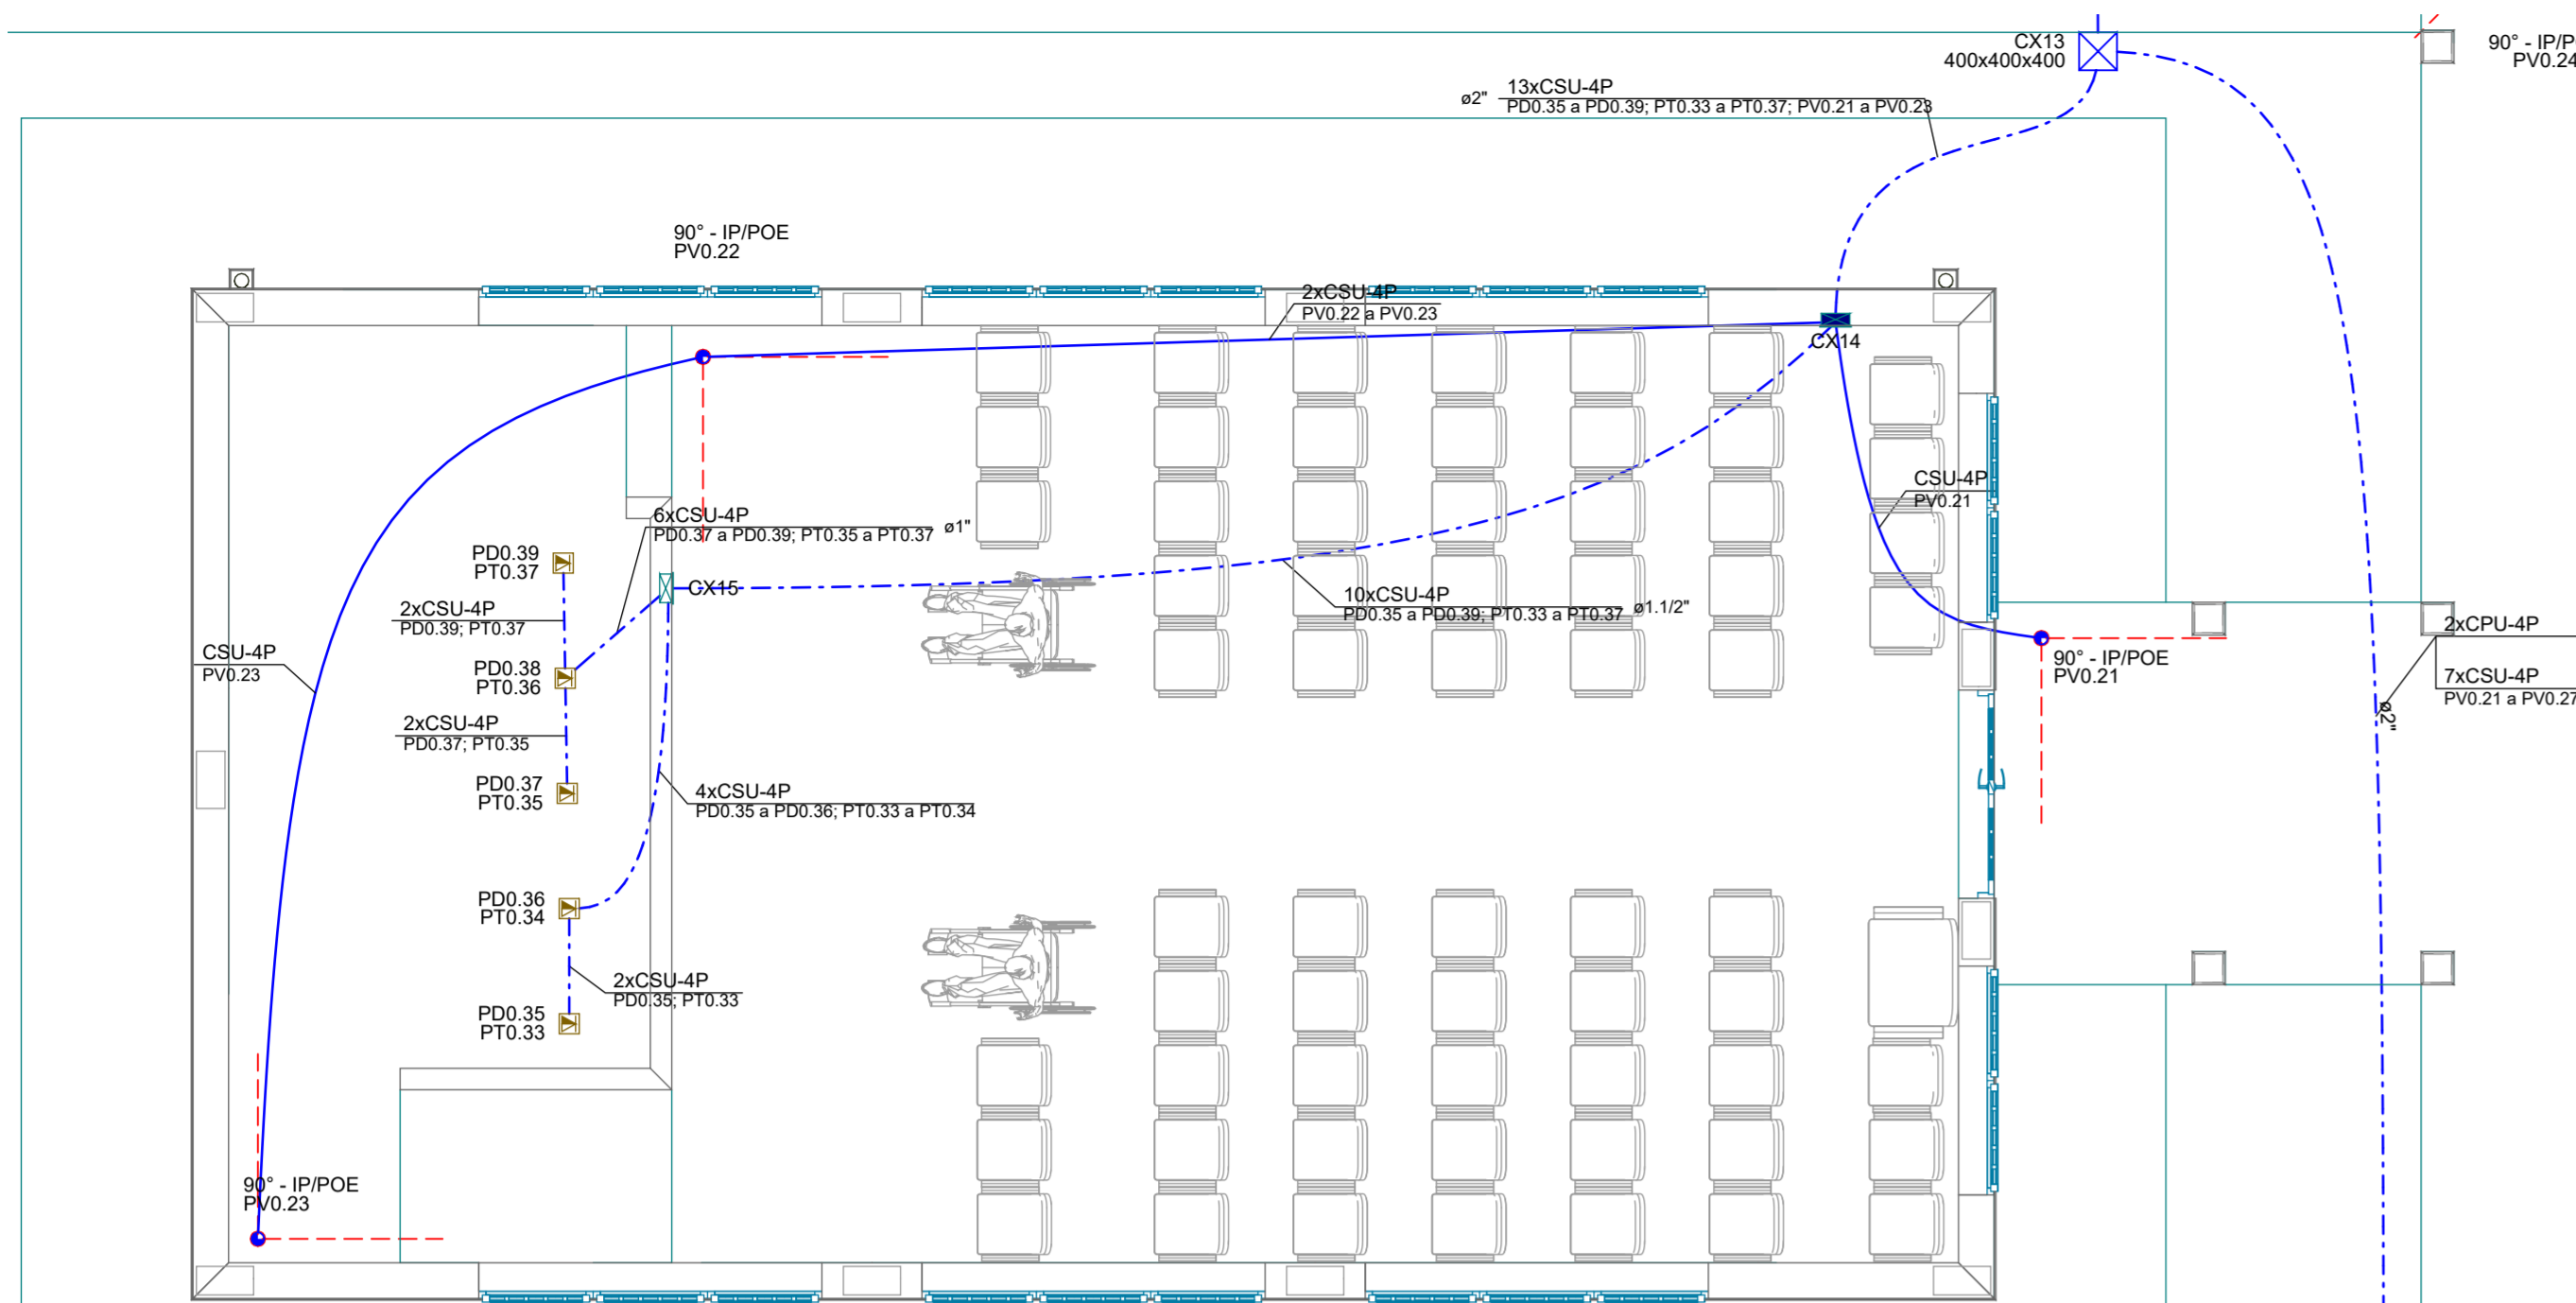 CX13
400x400x400
90° - IP/P
PV0.24
ø2"
13xCSU-4P
PD0.35 a PD0.39; PT0.33 a PT0.37; PV0.21 a PV0.23
90° - IP/POE
PV0.22
2xCSU-4P
PV0.22 a PV0.23
CX14
CSU-4P
PV0.21
6xCSU-4P
PD0.37 a PD0.39; PT0.35 a PT0.37
ø1"
PD0.39
PT0.37
CX15
2xCSU-4P
PD0.39; PT0.37
10xCSU-4P
PD0.35 a PD0.39; PT0.33 a PT0.37
ø1.1/2"
CSU-4P
PV0.23
PD0.38
PT0.36
90° - IP/POE
PV0.21
2xCPU-4P
7xCSU-4P
PV0.21 a PV0.27
ø2"
2xCSU-4P
PD0.37; PT0.35
PD0.37
PT0.35
4xCSU-4P
PD0.35 a PD0.36; PT0.33 a PT0.34
PD0.36
PT0.34
2xCSU-4P
PD0.35; PT0.33
PD0.35
PT0.33
90° - IP/POE
PV0.23